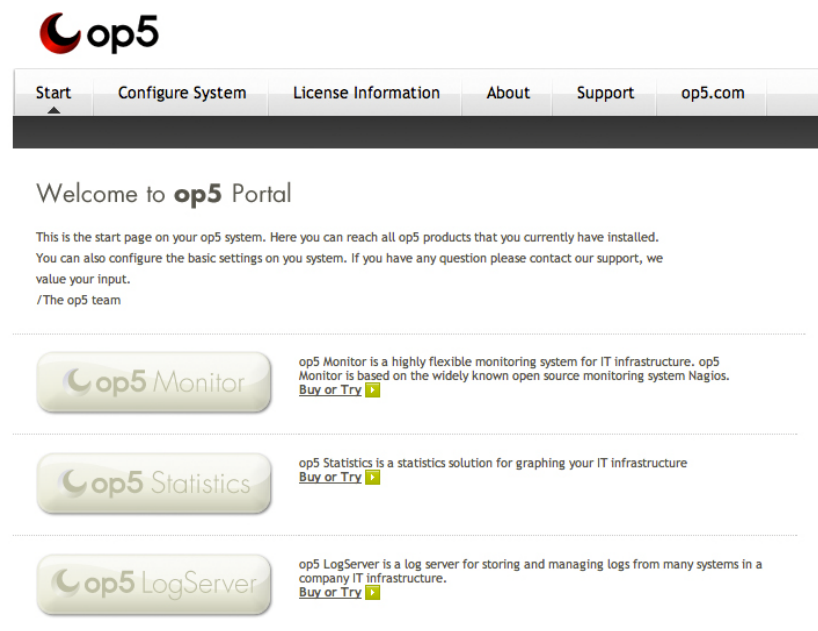 op5
Start Configure System License Information About Support op5.com
Welcome to op5 Portal
This is the start page on your op5 system. Here you can reach all op5 products that you currently have installed.
You can also configure the basic settings on you system. If you have any question please contact our support, we
value your input.
/The op5 team
op5 Monitor
op5 Monitor is a highly flexible monitoring system for IT infrastructure. op5
Monitor is based on the widely known open source monitoring system Nagios.
Buy or Try
op5 Statistics
op5 Statistics is a statistics solution for graphing your IT infrastructure
Buy or Try
op5 LogServer
op5 LogServer is a log server for storing and managing logs from many systems in a
company IT infrastructure.
Buy or Try